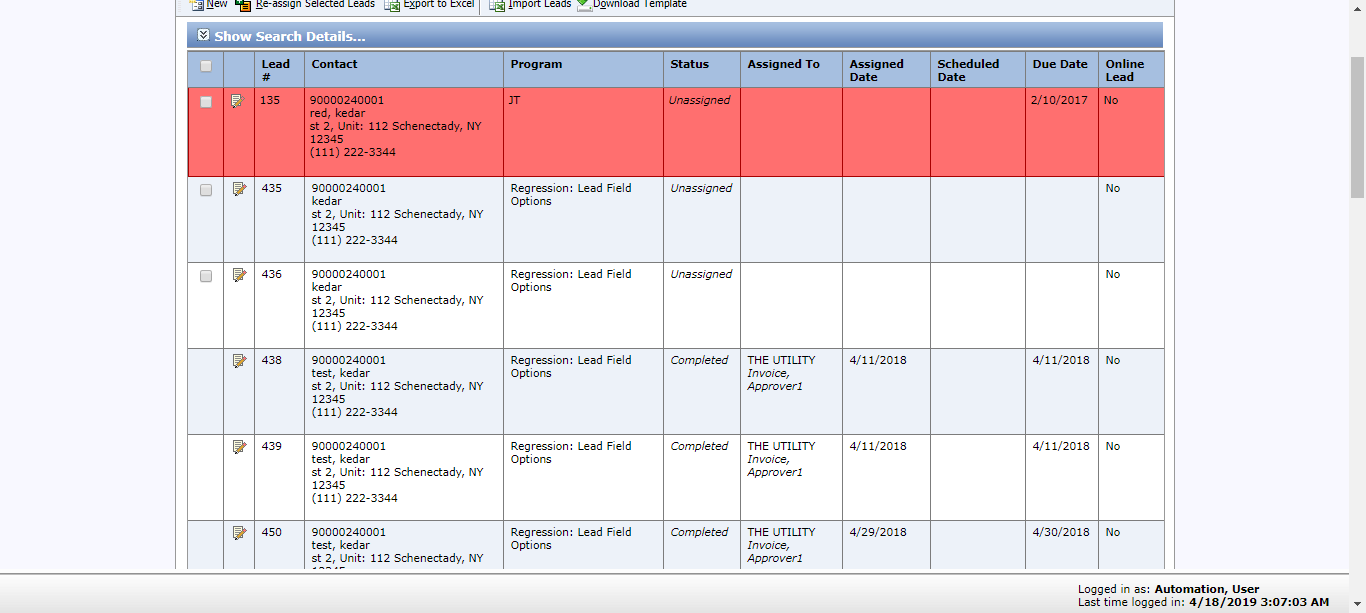 New Re-assign Selected Leads Export to Excel Import Leads Download Template
Show Search Details...
Lead # Contact Program Status Assigned To Assigned Date Scheduled Date Due Date Online Lead
135 90000240001 JT Unassigned 2/10/2017 No
red, kedar
st 2, Unit: 112 Schenectady, NY
12345
(111) 222-3344
435 90000240001 Regression: Lead Field Unassigned No
kedar Options
st 2, Unit: 112 Schenectady, NY
12345
(111) 222-3344
436 90000240001 Regression: Lead Field Unassigned No
kedar Options
st 2, Unit: 112 Schenectady, NY
12345
(111) 222-3344
438 90000240001 Regression: Lead Field Completed THE UTILITY 4/11/2018 4/11/2018 No
test, kedar Options Invoice,
st 2, Unit: 112 Schenectady, NY Approver1
12345
(111) 222-3344
439 90000240001 Regression: Lead Field Completed THE UTILITY 4/11/2018 4/11/2018 No
test, kedar Options Invoice,
st 2, Unit: 112 Schenectady, NY Approver1
12345
(111) 222-3344
450 90000240001 Regression: Lead Field Completed THE UTILITY 4/29/2018 4/30/2018 No
test, kedar Options Invoice,
st 2, Unit: 112 Schenectady, NY Approver1
Logged in as: Automation, User
Last time logged in: 4/18/2019 3:07:03 AM